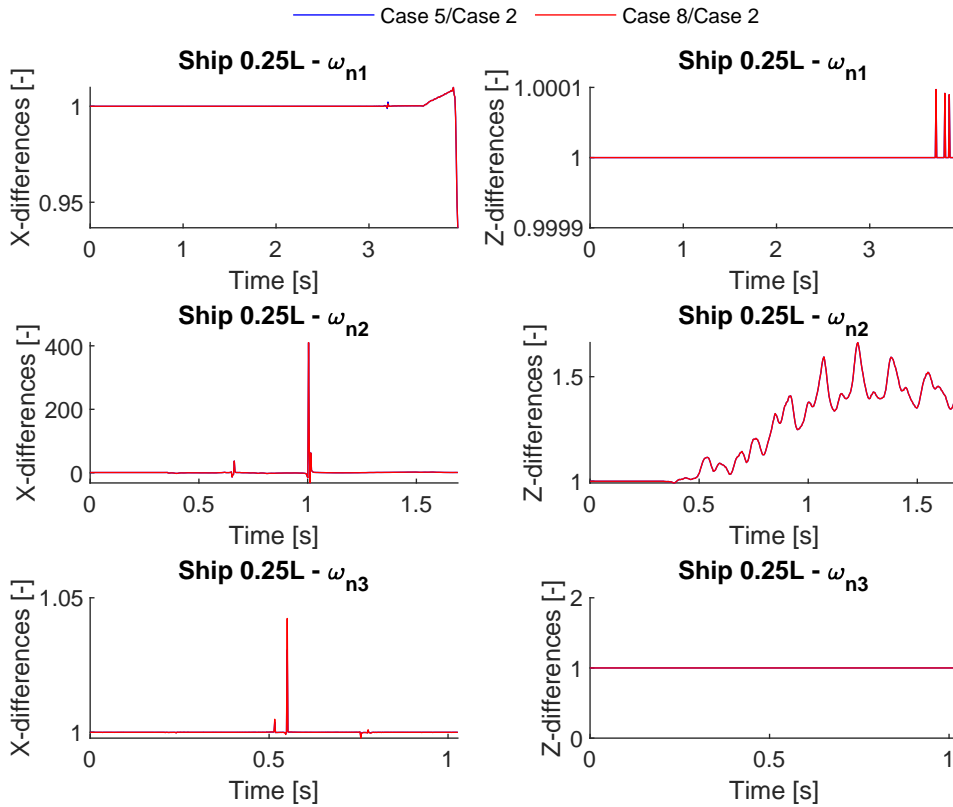 Case 5/Case 2 Case 8/Case 2
Ship 0.25L - ωn1
X-differences [-]
1
0.95
0 1 2 3
Time [s]
Ship 0.25L - ωn1
Z-differences [-]
1.0001
1
0.9999
0 1 2 3
Time [s]
Ship 0.25L - ωn2
X-differences [-]
400
200
0
0 0.5 1 1.5
Time [s]
Ship 0.25L - ωn2
Z-differences [-]
1.5
1
0 0.5 1 1.5
Time [s]
Ship 0.25L - ωn3
X-differences [-]
1.05
1
0 0.5 1
Time [s]
Ship 0.25L - ωn3
Z-differences [-]
2
1
0
0 0.5 1
Time [s]